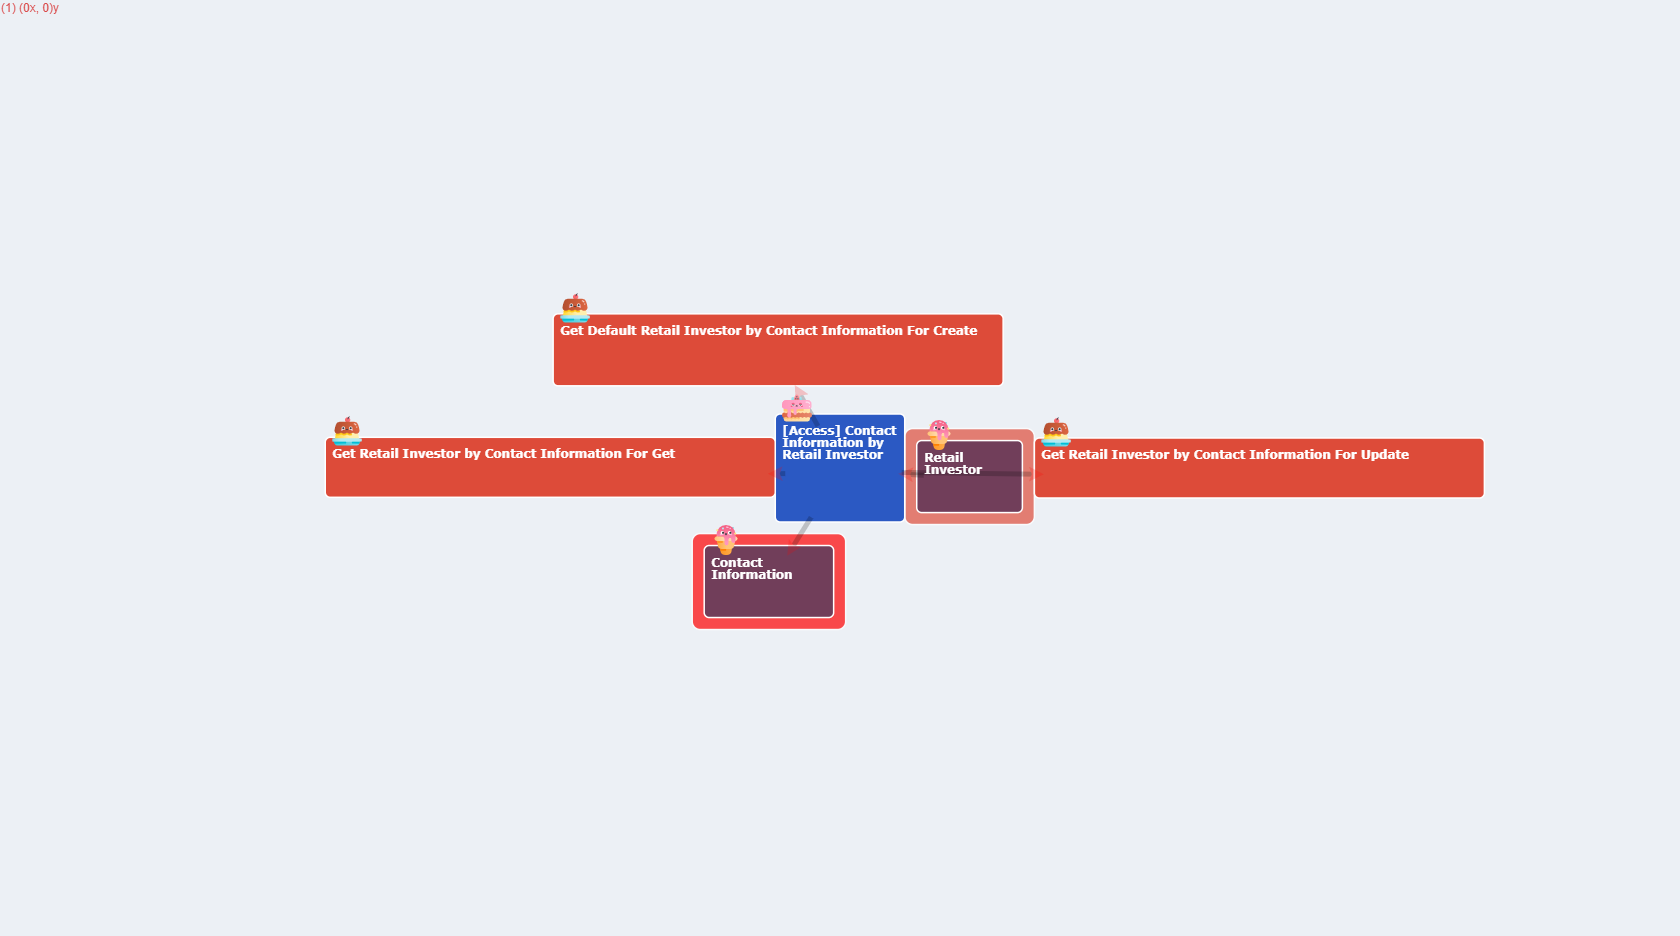 (1) (0x, 0)y
Get Default Retail Investor by Contact Information For Create
[Access] Contact
Information by
Retail Investor
Get Retail Investor by Contact Information For Get
Retail
Investor
Get Retail Investor by Contact Information For Update
Contact
Information